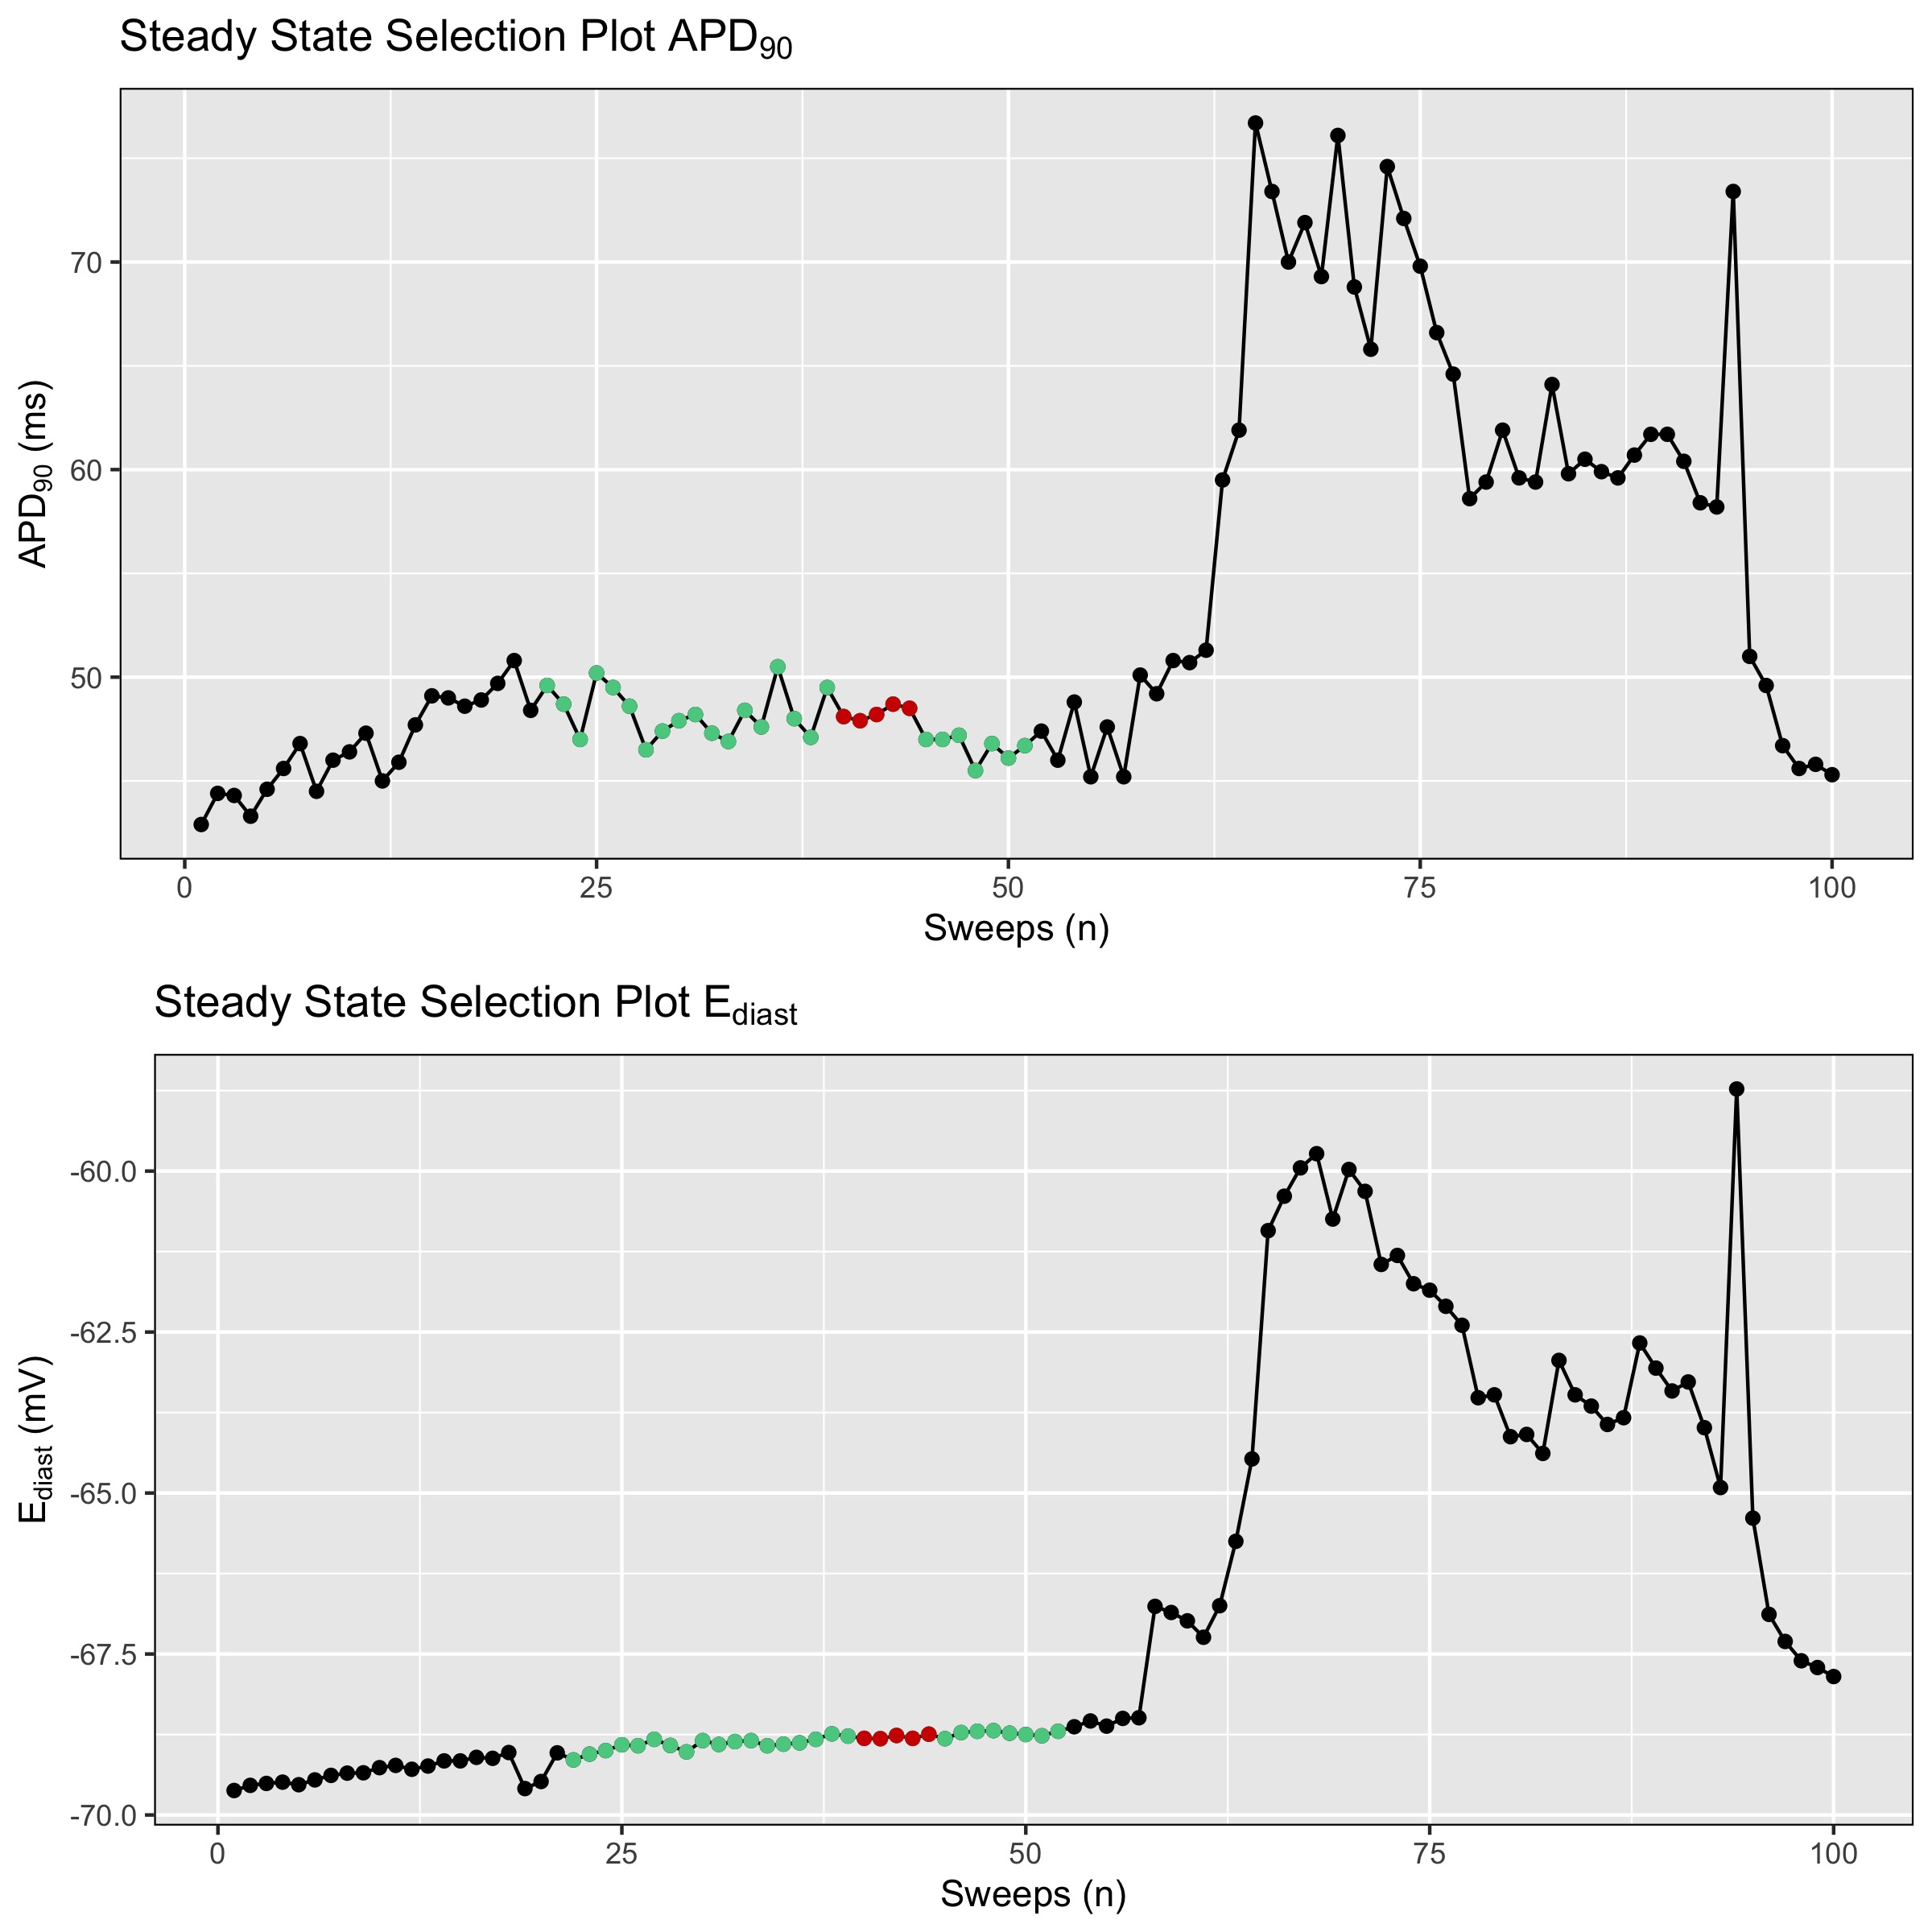 Steady State Selection Plot APD90
70
60
50
APD90 (ms)
0 25 50 75 100
Sweeps (n)
Steady State Selection Plot Ediast
-60.0
-62.5
-65.0
-67.5
-70.0
Ediast (mV)
0 25 50 75 100
Sweeps (n)